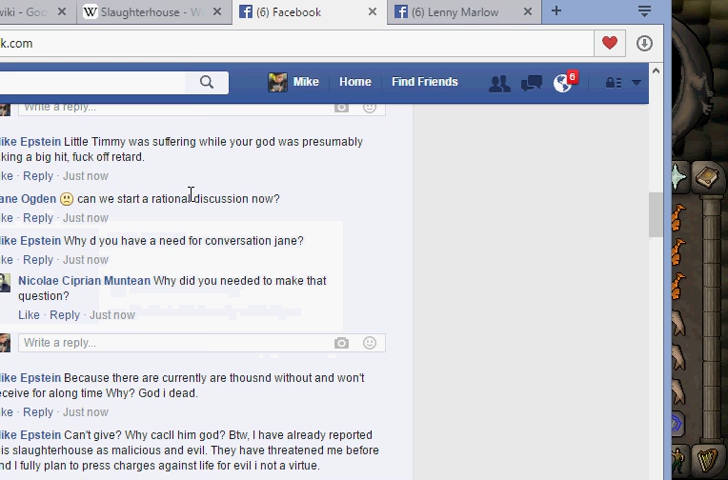 wiki - Goo
Slaughterhouse - Wi
(6) Facebook
(6) Lenny Marlow
k.com
Mike Home Find Friends 6
Write a reply...
ike Epstein Little Timmy was suffering while your god was presumably
king a big hit, fuck off retard.
ke · Reply · Just now
ane Ogden can we start a rational discussion now?
ke · Reply · Just now
ike Epstein Why d you have a need for conversation jane?
ke · Reply · Just now
Nicolae Ciprian Muntean Why did you needed to make that
question?
Like · Reply · Just now
Write a reply...
ike Epstein Because there are currently are thousnd without and won't
eceive for along time Why? God i dead.
ke · Reply · Just now
ike Epstein Can't give? Why cacll him god? Btw, I have already reported
is slaughterhouse as malicious and evil. They have threatened me before
nd I fully plan to press charges against life for evil i not a virtue.